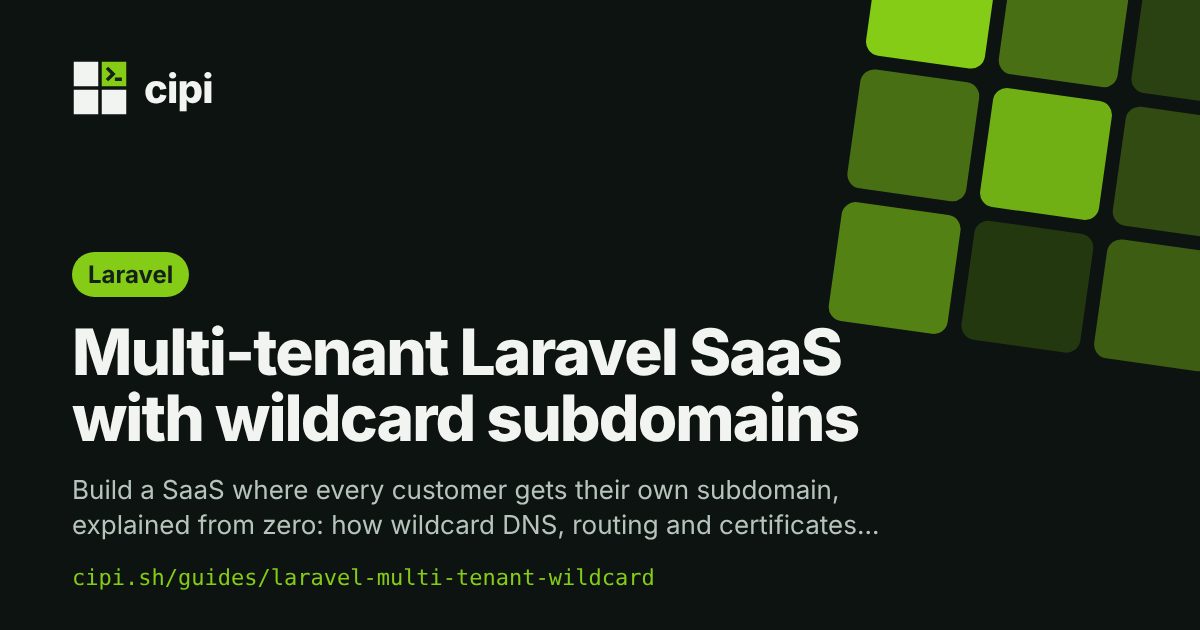 cipi
Laravel
Multi-tenant Laravel SaaS
with wildcard subdomains
Build a SaaS where every customer gets their own subdomain,
explained from zero: how wildcard DNS, routing and certificates…
cipi.sh/guides/laravel-multi-tenant-wildcard